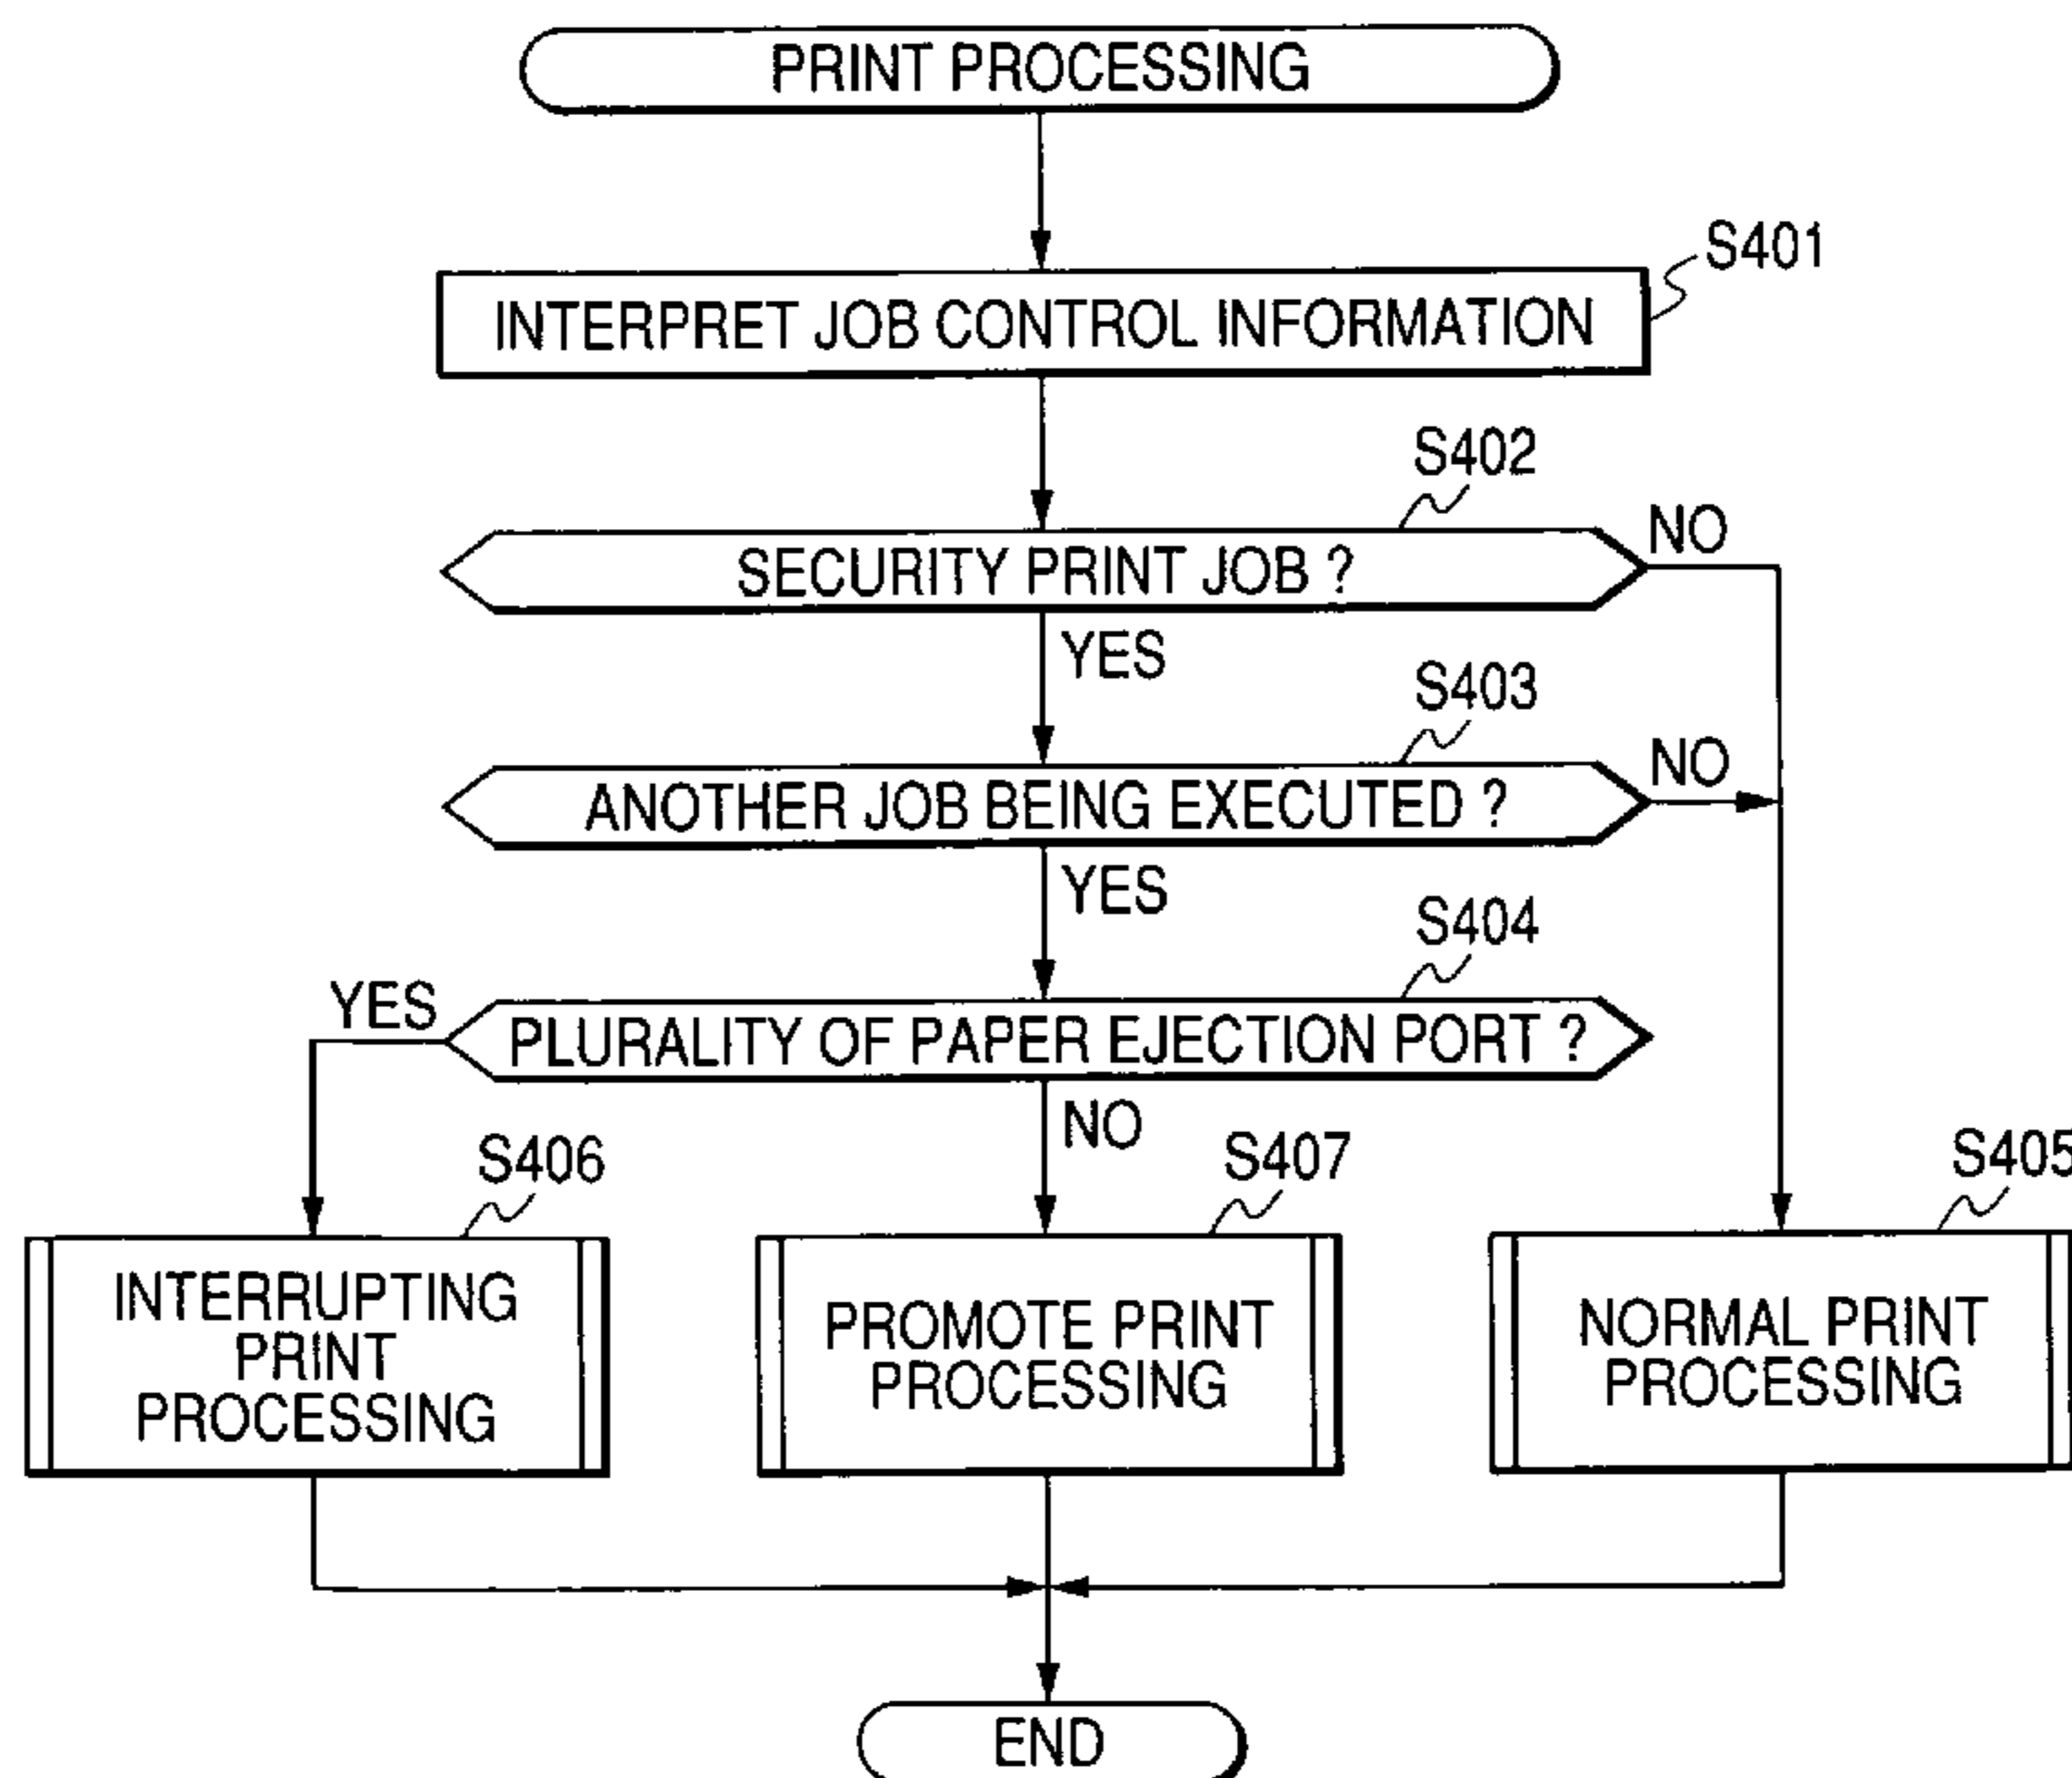 PRINT PROCESSING
S401
INTERPRET JOB CONTROL INFORMATION
S402
SECURITY PRINT JOB ?
NO
YES
S403
ANOTHER JOB BEING EXECUTED ?
NO
YES
S404
YES
PLURALITY OF PAPER EJECTION PORT ?
NO
S406
S407
S405
INTERRUPTING
PRINT
PROCESSING
PROMOTE PRINT
PROCESSING
NORMAL PRINT
PROCESSING
END